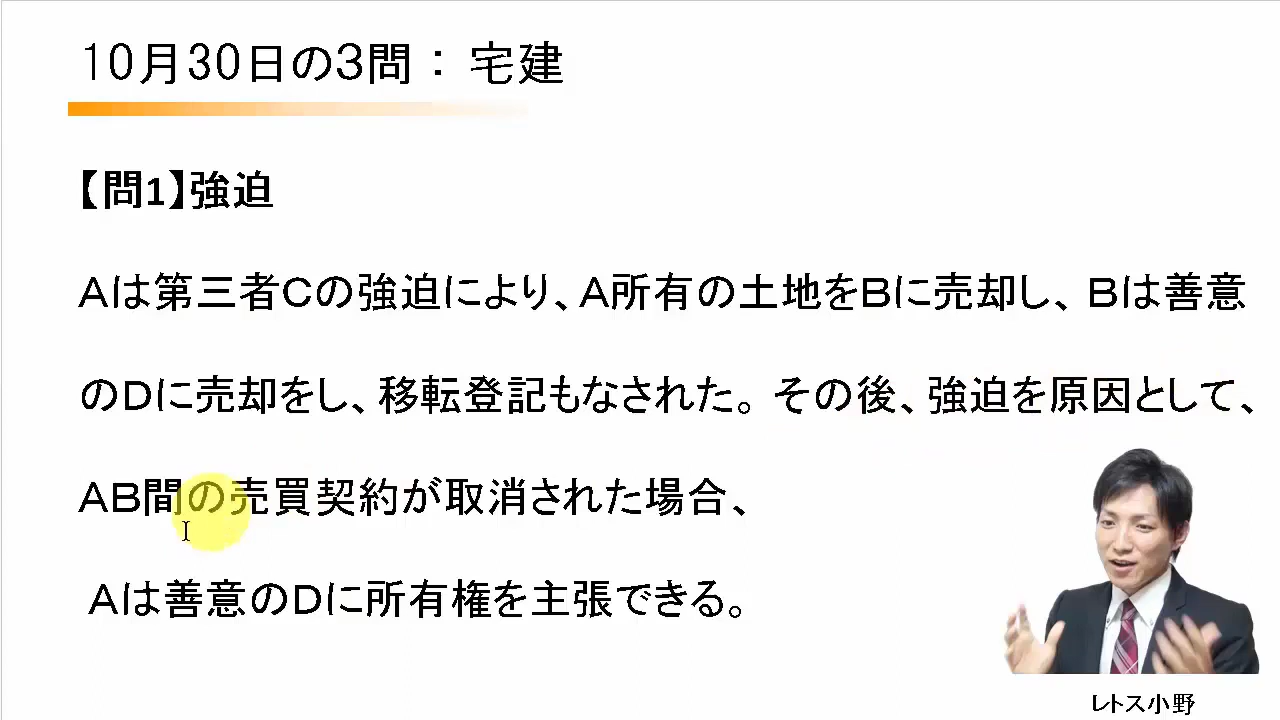 10月30日の3問：宅建
【問1】強迫
Aは第三者Cの強迫により、A所有の土地をBに売却し、Bは善意
のDに売却をし、移転登記もなされた。その後、強迫を原因として、
AB間の売買契約が取消された場合、
Aは善意のDに所有権を主張できる。
レトス小野